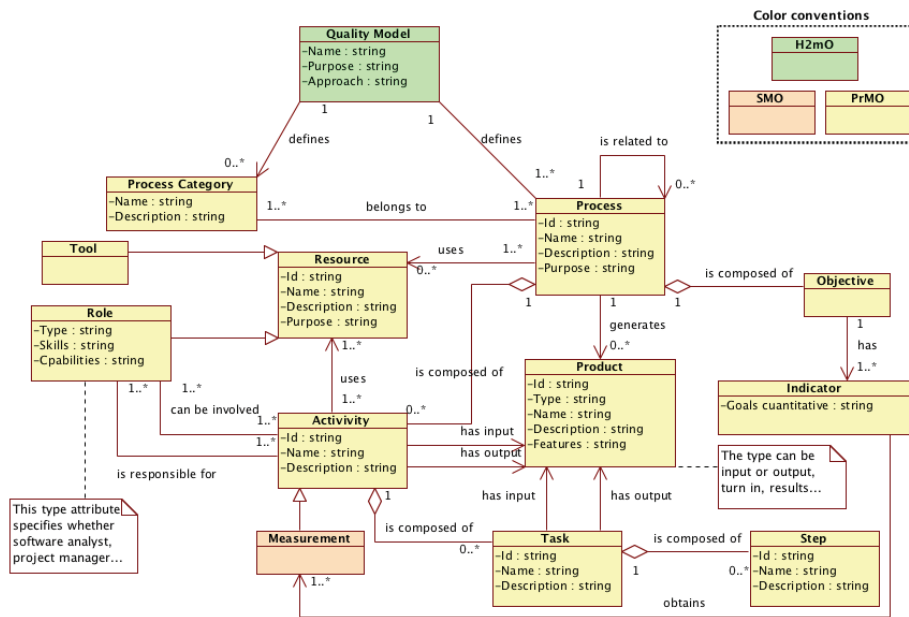 Color conventions
H2mO
SMO
PrMO
Quality Model
-Name : string
-Purpose : string
-Approach : string
1
1
defines
defines
0..*
1..*
is related to
1
0..*
Process Category
-Name : string
-Description : string
1..*
belongs to
1..*
Process
-Id : string
-Name : string
-Description : string
-Purpose : string
Tool
Resource
-Id : string
-Name : string
-Description : string
-Purpose : string
uses
1..*
0..*
is composed of
1
1
1
Objective
1
has
1..*
Role
-Type : string
-Skills : string
-Cpabilities : string
1..*
1..*
can be involved
1..*
1..*
is responsible for
1..*
uses
1..*
is composed of
0..*
generates
0..*
Product
-Id : string
-Type : string
-Name : string
-Description : string
-Features : string
Indicator
-Goals cuantitative : string
Activivity
-Id : string
-Name : string
-Description : string
has input
has output
The type can be
input or output,
turn in, results...
This type attribute
specifies whether
software analyst,
project manager...
1
is composed of
0..*
has input
has output
Measurement
1..*
Task
-Id : string
-Name : string
-Description : string
is composed of
1
0..*
Step
-Id : string
-Name : string
-Description : string
obtains